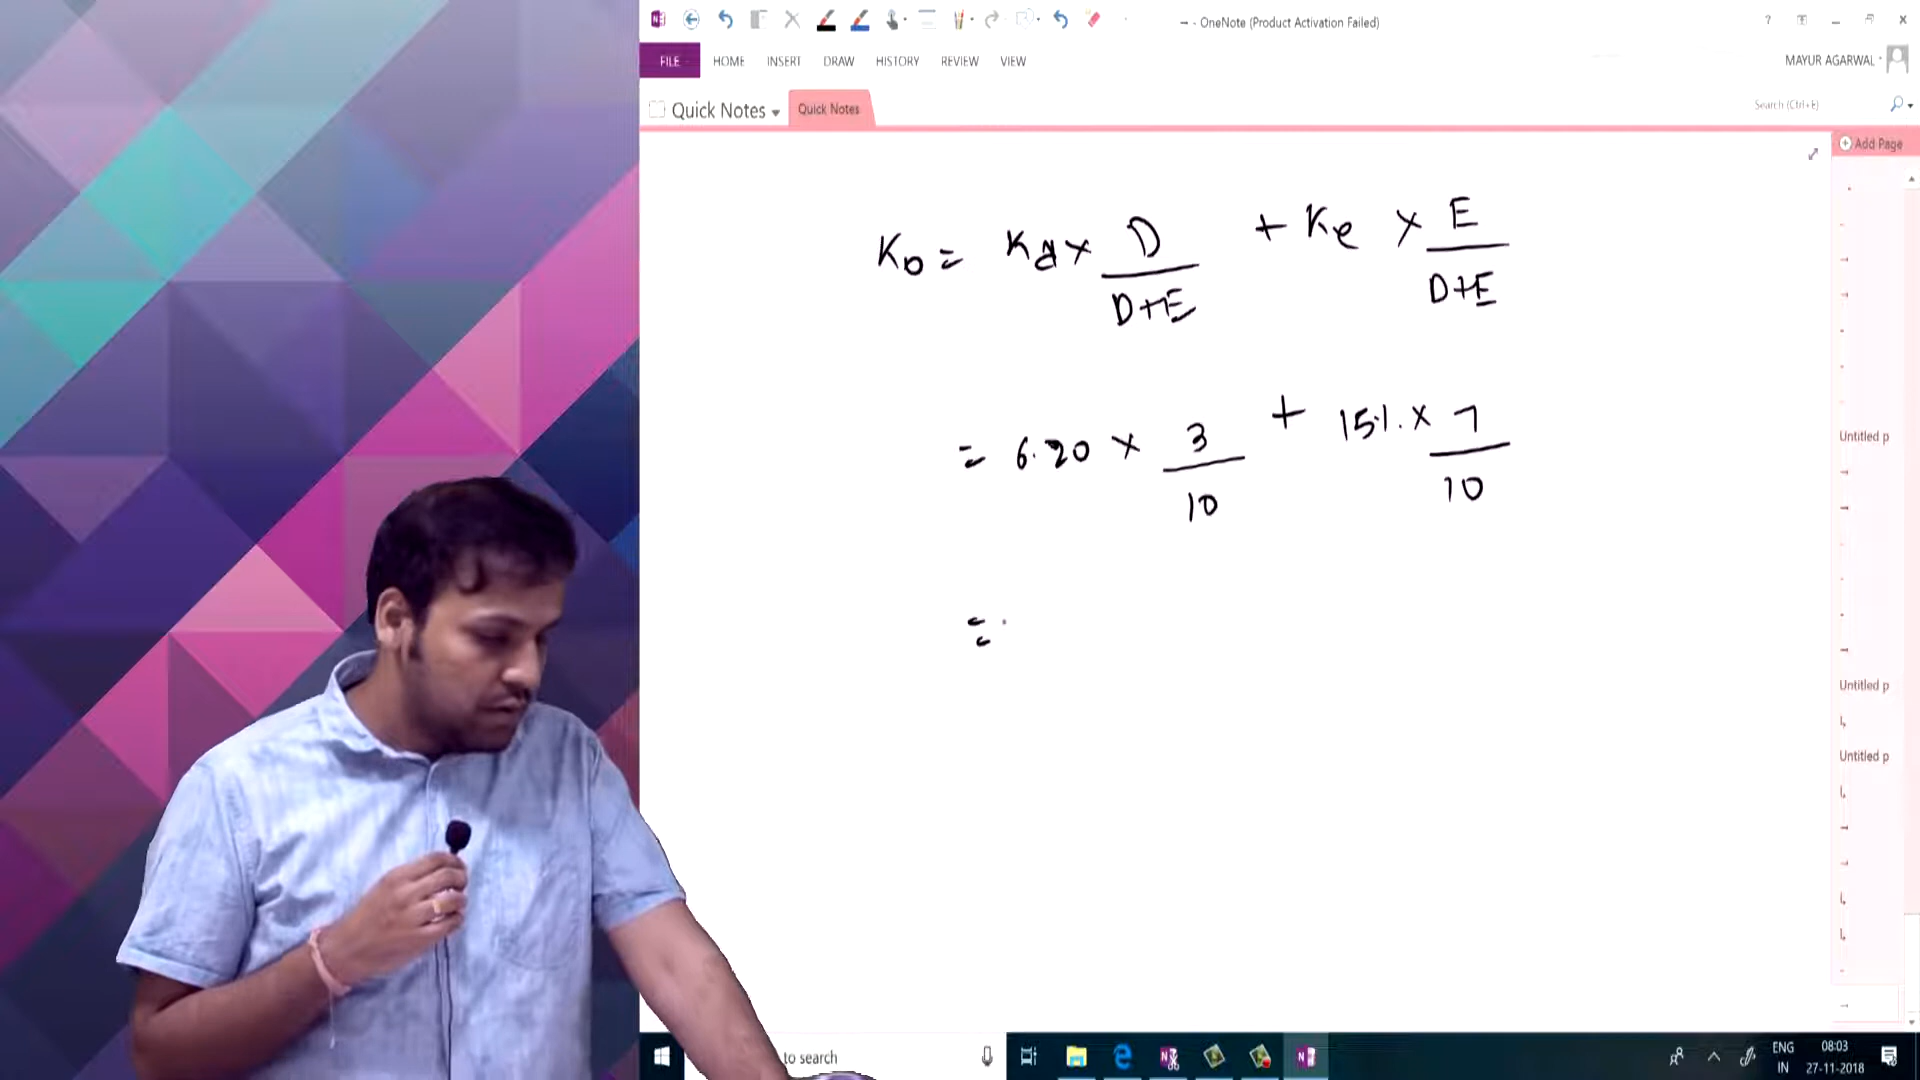 → - OneNote (Product Activation Failed)
FILE HOME INSERT DRAW HISTORY REVIEW VIEW
MAYUR AGARWAL
Quick Notes Quick Notes
Search (Ctrl+E)
Add Page
K₀ = Kd × D/(D+E) + Ke × E/(D+E)
= 6.20 × 3/10 + 15% × 7/10
=
Untitled p
Untitled p
Untitled p
to search
ENG 08:03
IN 27-11-2018